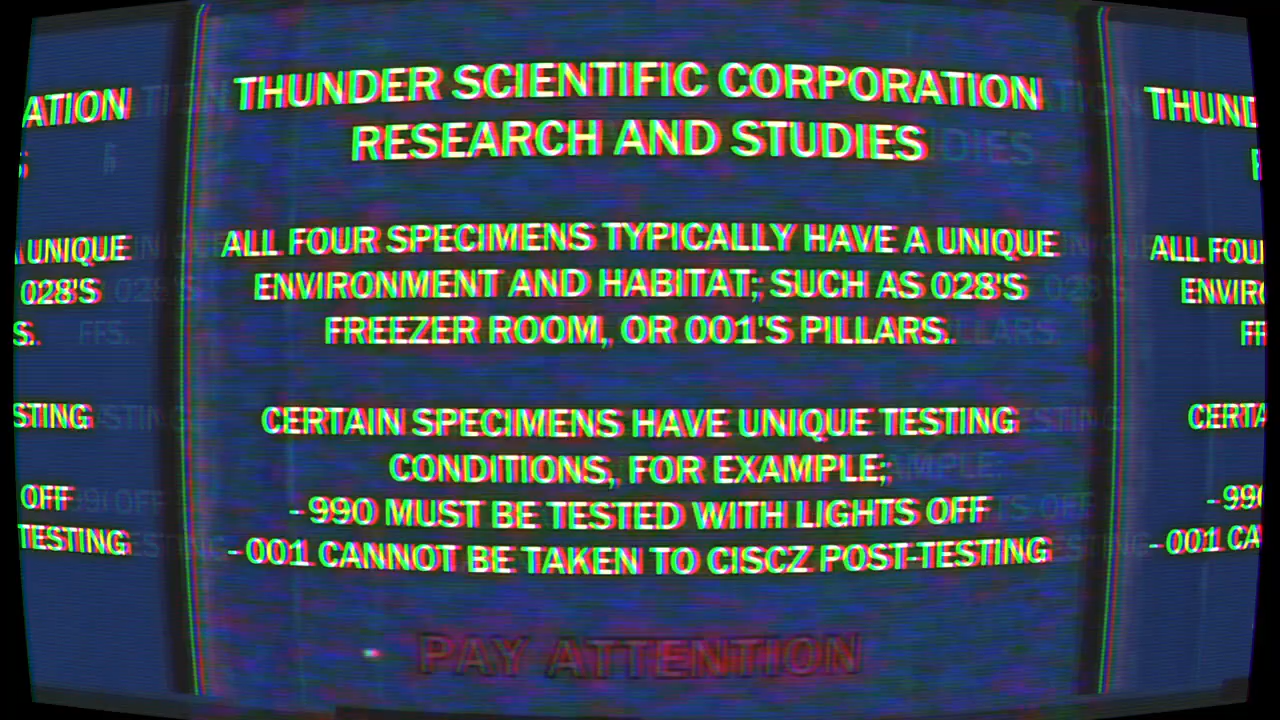 THUNDER SCIENTIFIC CORPORATION
RESEARCH AND STUDIES
ALL FOUR SPECIMENS TYPICALLY HAVE A UNIQUE
ENVIRONMENT AND HABITAT; SUCH AS 028'S
FREEZER ROOM, OR 001'S PILLARS.
CERTAIN SPECIMENS HAVE UNIQUE TESTING
CONDITIONS, FOR EXAMPLE;
-990 MUST BE TESTED WITH LIGHTS OFF
-001 CANNOT BE TAKEN TO CISCZ POST-TESTING
PAY ATTENTION